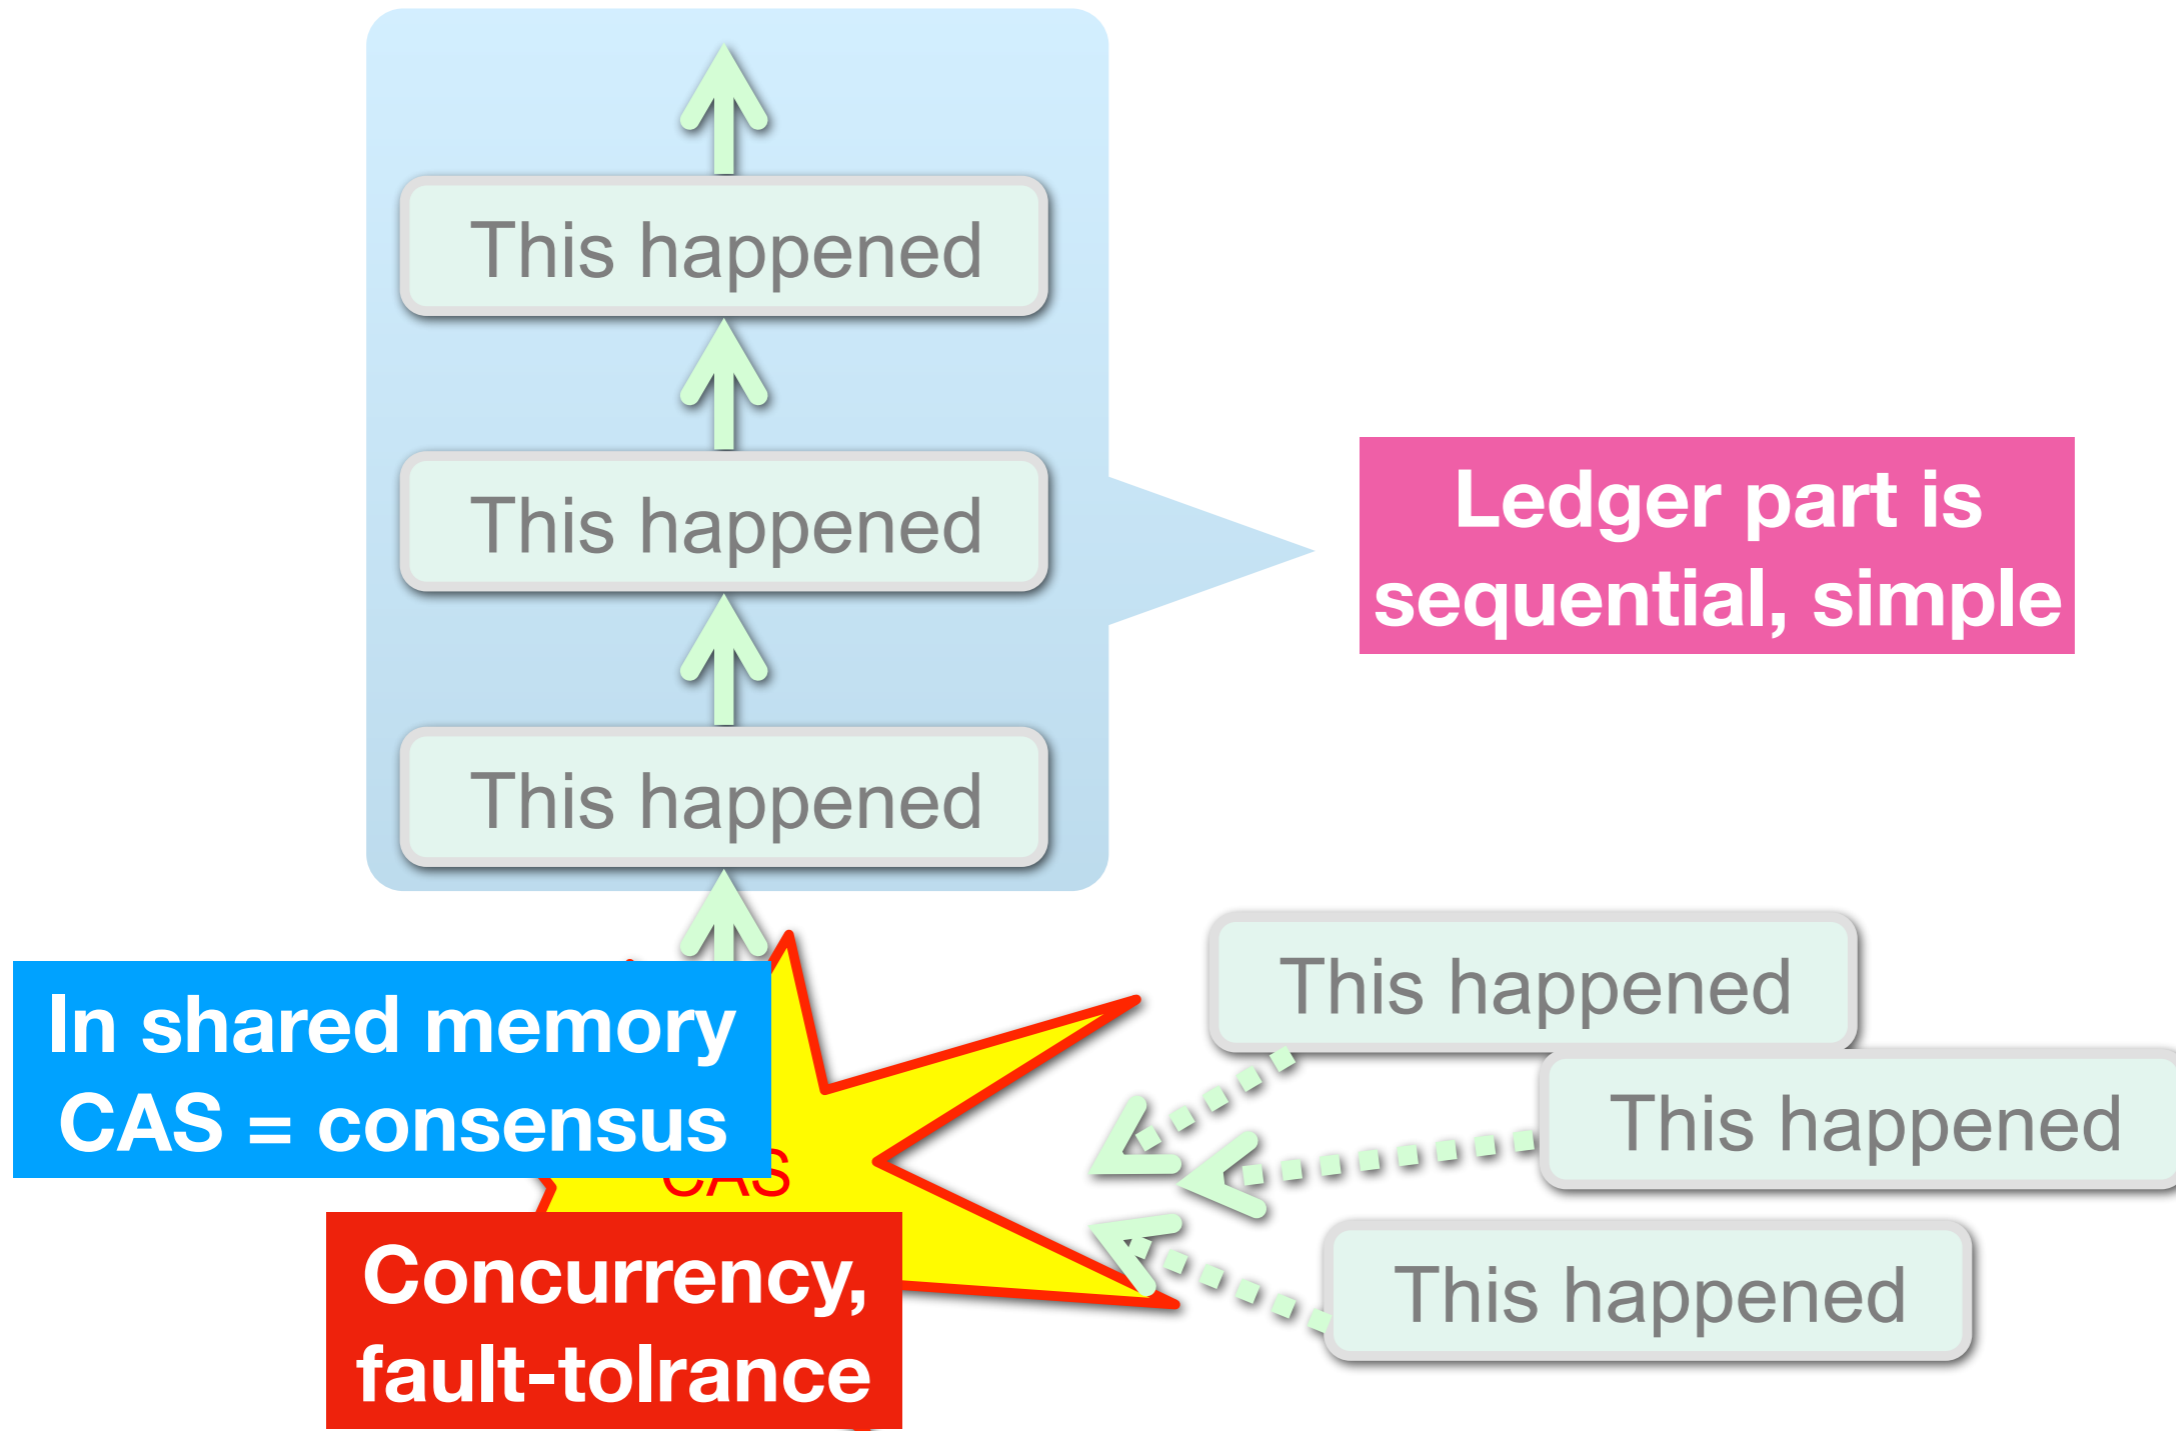 This happened
This happened
Ledger part is
sequential, simple
This happened
This happened
In shared memory
CAS = consensus
This happened
CAS
This happened
Concurrency,
fault-tolrance